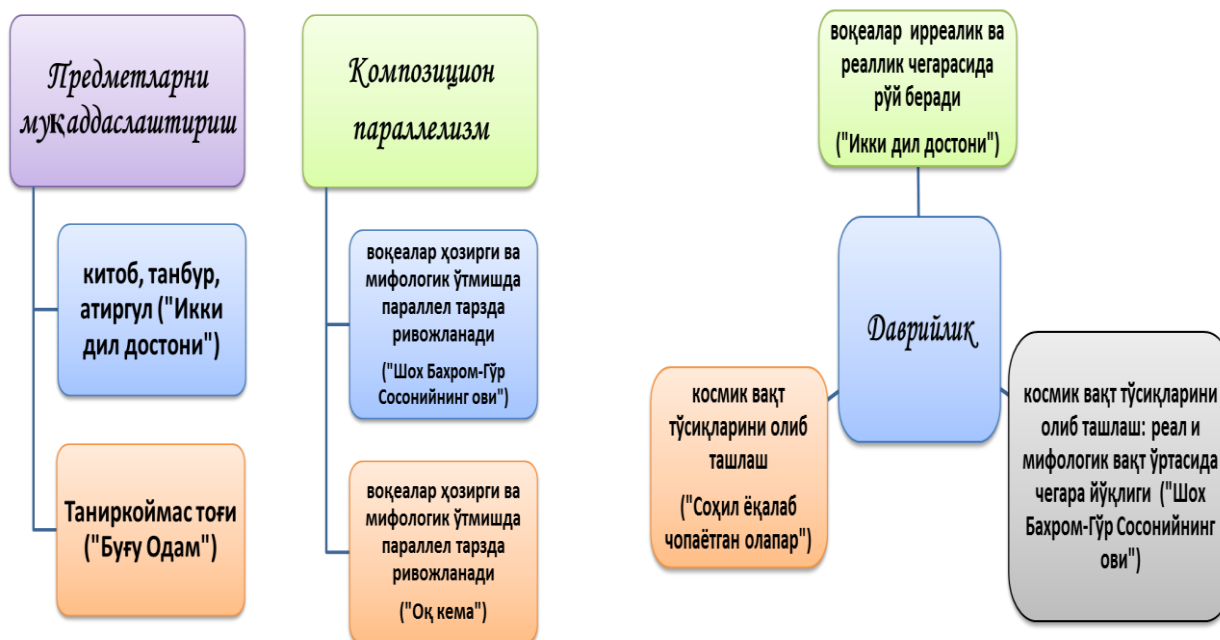 Предметларни
муқаддаслаштириш
китоб, танбур,
атиргул ("Икки
дил достони")
Таниркоймас тоғи
("Буғу Одам")
Композицион
параллелизм
воқеалар ҳозирги ва
мифологик ўтмишда
параллел тарзда
ривожланади
("Шох Бахром-Гўр
Сосонийнинг ови")
воқеалар ҳозирги ва
мифологик ўтмишда
параллел тарзда
ривожланади
("Оқ кема")
воқеалар ирреалик ва
реаллик чегарасида
рўй беради
("Икки дил достони")
Даврийлик
космик вақт
тўсиқларини олиб
ташлаш
("Соҳил ёқалаб
чопаётган олапар")
космик вақт тўсиқларини
олиб ташлаш: реал и
мифологик вақт ўртасида
чегара йўқлиги ("Шох
Бахром-Гўр Сосонийнинг
ови")